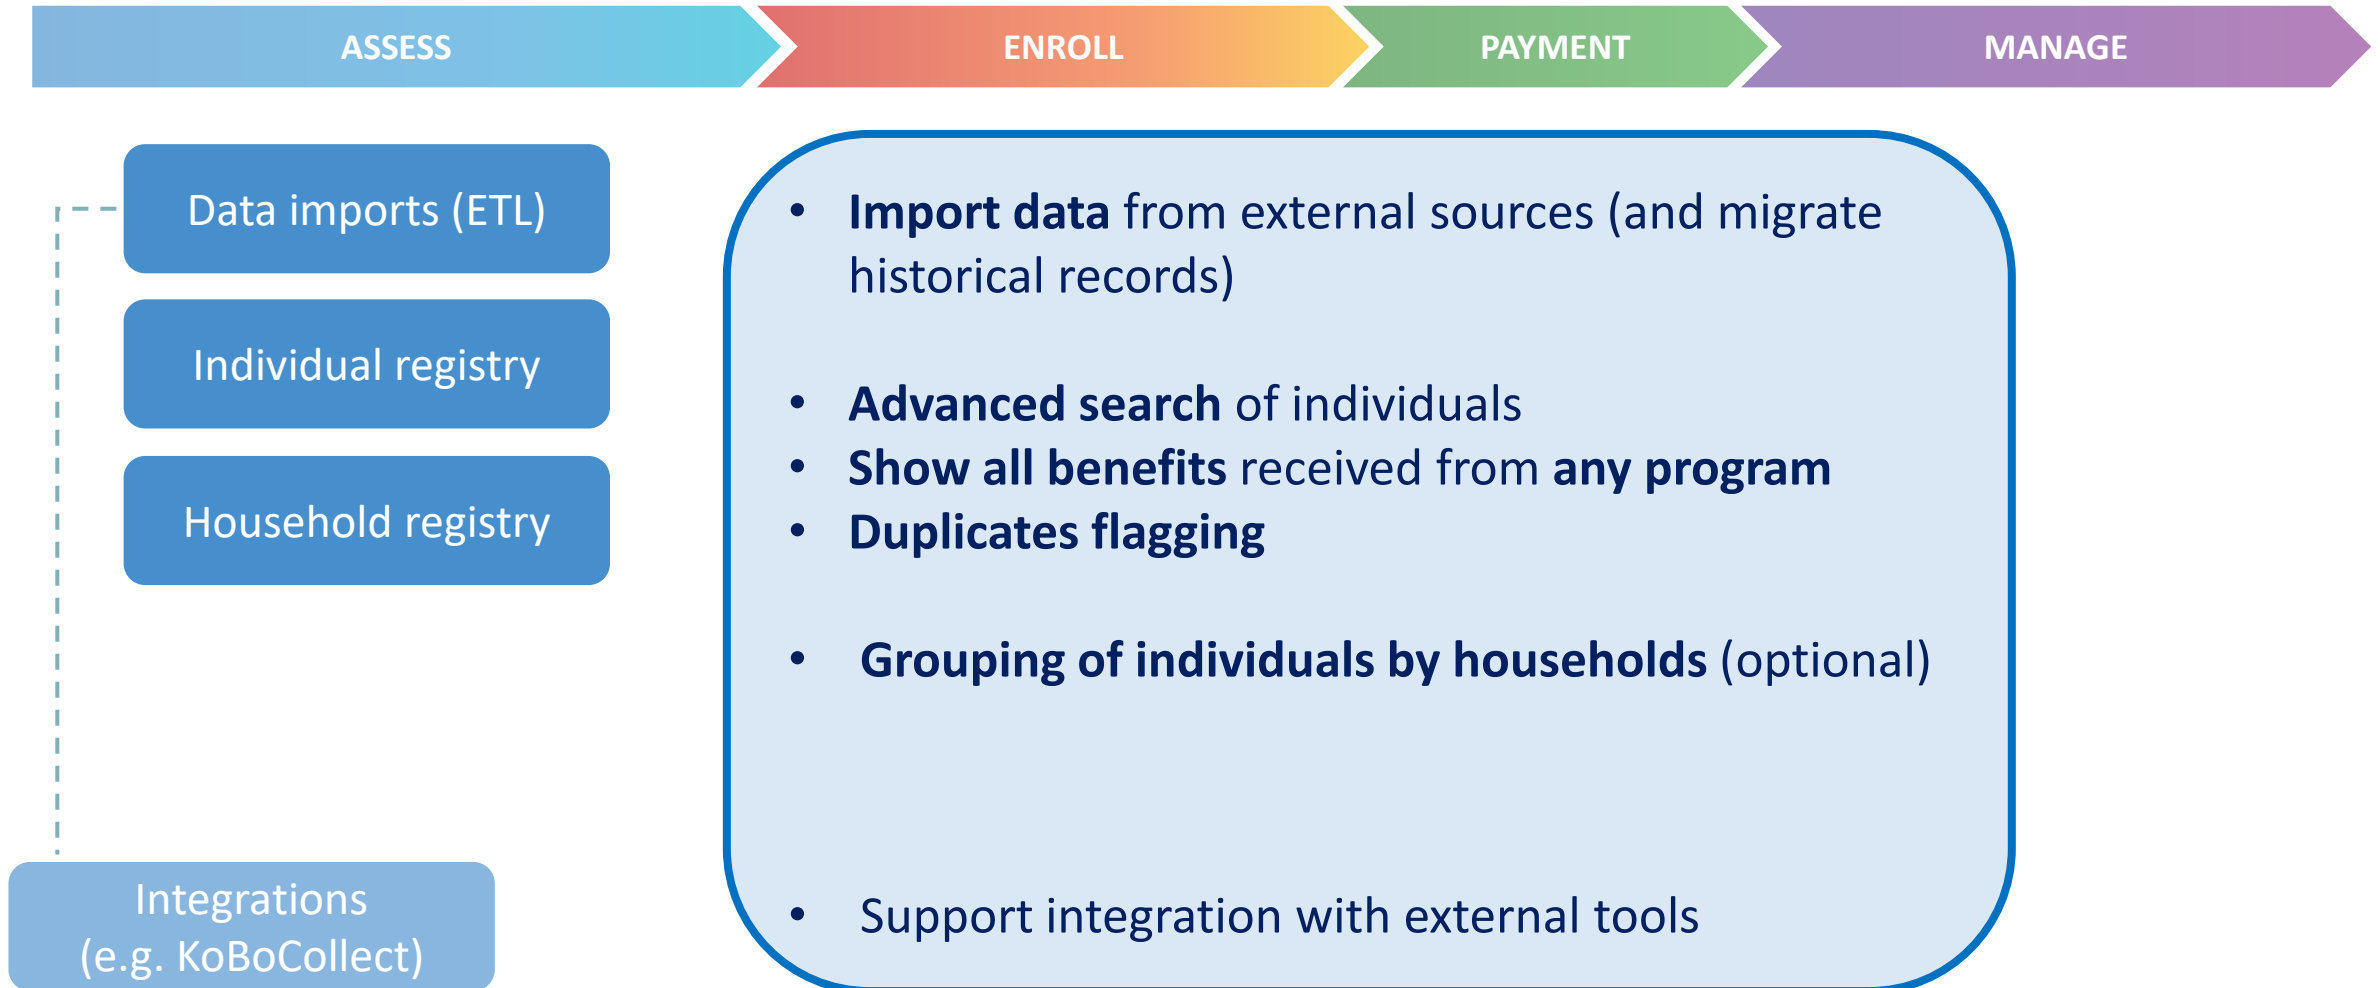 ASSESS
ENROLL
PAYMENT
MANAGE
Data imports (ETL)
Individual registry
Household registry
Integrations
(e.g. KoBoCollect)
• Import data from external sources (and migrate
historical records)
• Advanced search of individuals
• Show all benefits received from any program
• Duplicates flagging
• Grouping of individuals by households (optional)
• Support integration with external tools